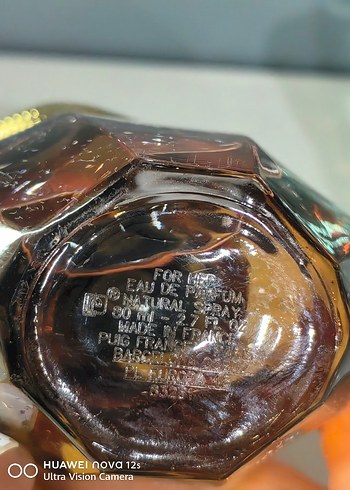 FOR HER
EAU DE PARFUM
NATURAL SPRAY
80 ml - 2.7 FL. OZ
MADE IN FRANCE
PUIG FRANCE
HUAWEI nova 12s
Ultra Vision Camera